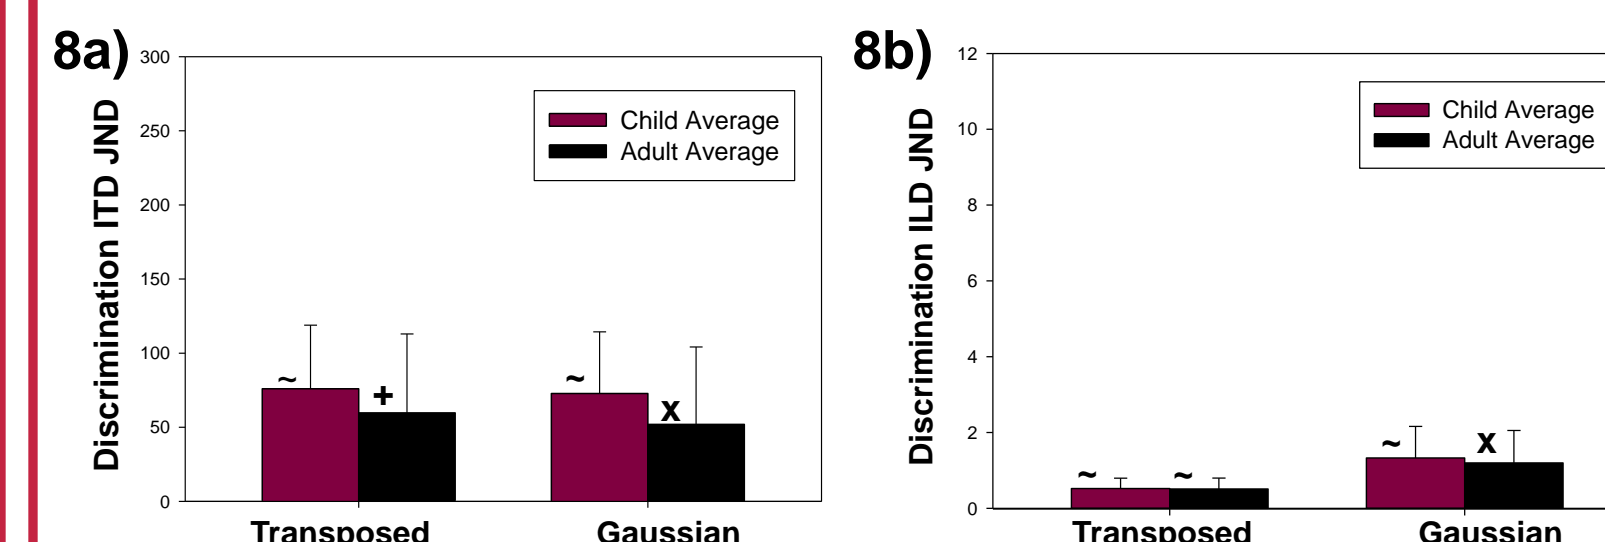 8a)
300
250
200
150
100
50
0
Discrimination ITD JND
Child Average
Adult Average
~
+
~
x
Transposed
Gaussian
8b)
12
10
8
6
4
2
0
Discrimination ILD JND
Child Average
Adult Average
~
~
~
x
Transposed
Gaussian